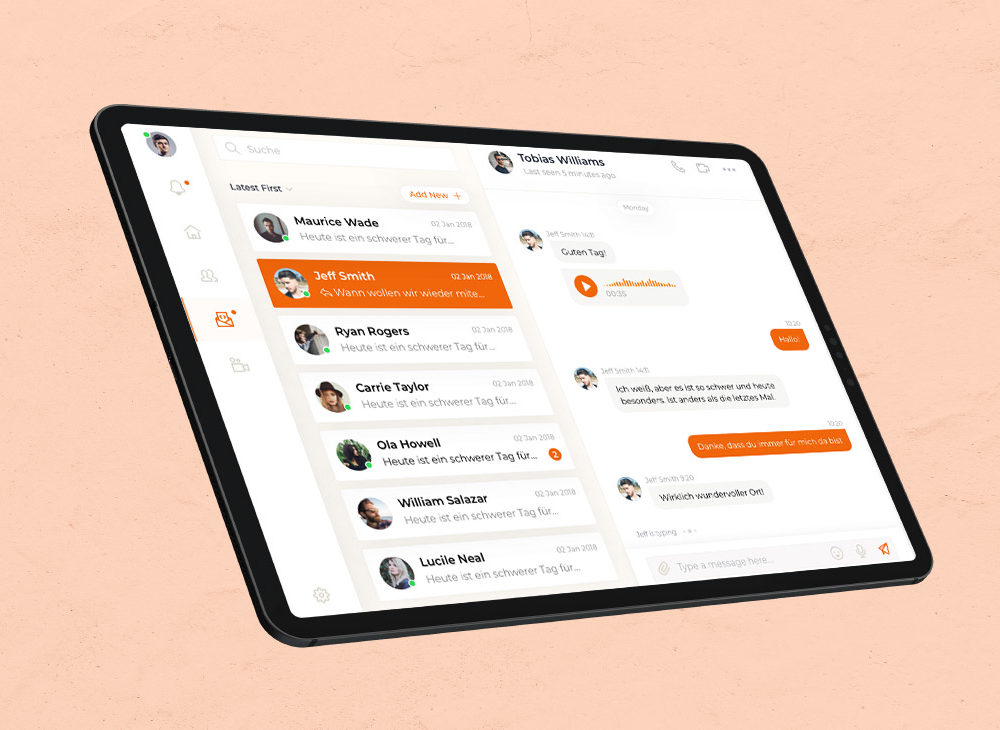 Suche
Latest First
Add New +
Maurice Wade
02 Jan 2018
Heute ist ein schwerer Tag für...
Jeff Smith
02 Jan 2018
Wann wollen wir wieder mite...
Ryan Rogers
02 Jan 2018
Heute ist ein schwerer Tag für...
Carrie Taylor
02 Jan 2018
Heute ist ein schwerer Tag für...
Ola Howell
02 Jan 2018
Heute ist ein schwerer Tag für...
2
William Salazar
02 Jan 2018
Heute ist ein schwerer Tag für...
Lucile Neal
02 Jan 2018
Heute ist ein schwerer Tag für...
Tobias Williams
Last seen 5 minutes ago
Monday
Jeff Smith 14:11
Guten Tag!
00:35
10:20
Hallo!
Jeff Smith 14:11
Ich weiß, aber es ist so schwer und heute
besonders. Ist anders als die letztes Mal.
10:20
Danke, dass du immer für mich da bist
Jeff Smith 9:20
Wirklich wundervoller Ort!
Jeff is typing
Type a message here...